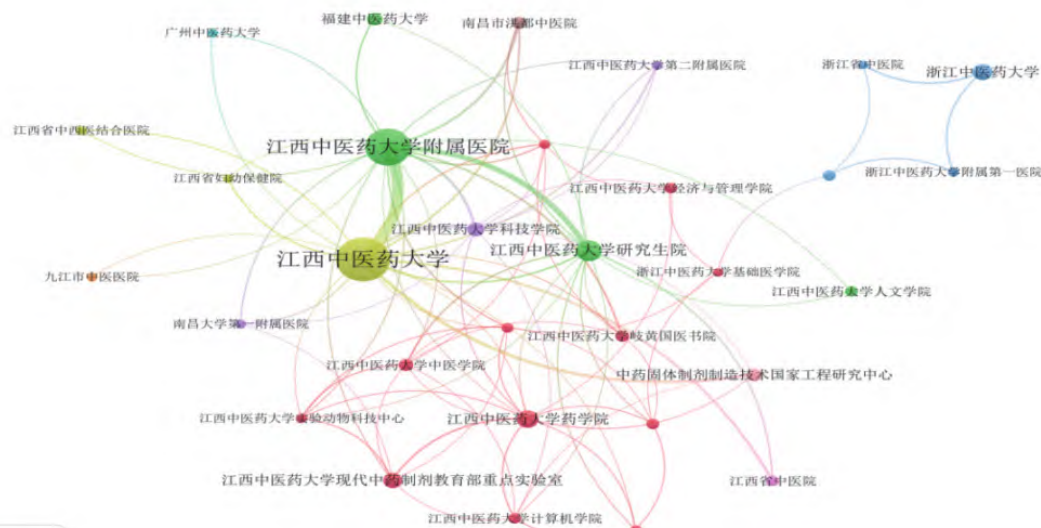 福建中医药大学
南昌市洪都中医院
广州中医药大学
江西中医药大学第二附属医院
浙江省中医院
浙江中医药大学
江西省中西医结合医院
江西中医药大学附属医院
江西省妇幼保健院
浙江中医药大学附属第一医院
江西中医药大学经济与管理学院
江西中医药大学科技学院
江西中医药大学研究生院
江西中医药大学
九江市中医医院
浙江中医药大学基础医学院
江西中医药大学人文学院
南昌大学第一附属医院
江西中医药大学岐黄国医书院
江西中医药大学中医学院
中药固体制剂制造技术国家工程研究中心
江西中医药大学实验动物科技中心
江西中医药大学药学院
江西中医药大学现代中药制剂教育部重点实验室
江西省中医院
江西中医药大学计算机学院